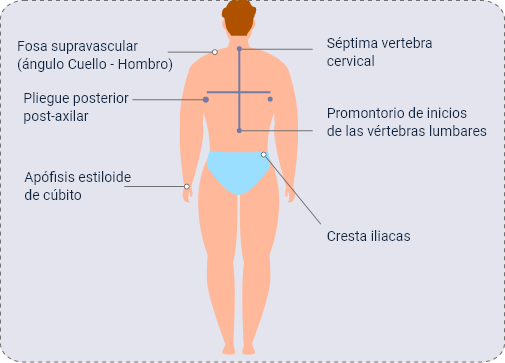 Fosa supravascular
(ángulo Cuello - Hombro)
Pliegue posterior
post-axilar
Apófisis estiloide
de cúbito
Séptima vertebra
cervical
Promontorio de inicios
de las vértebras lumbares
Cresta iliacas